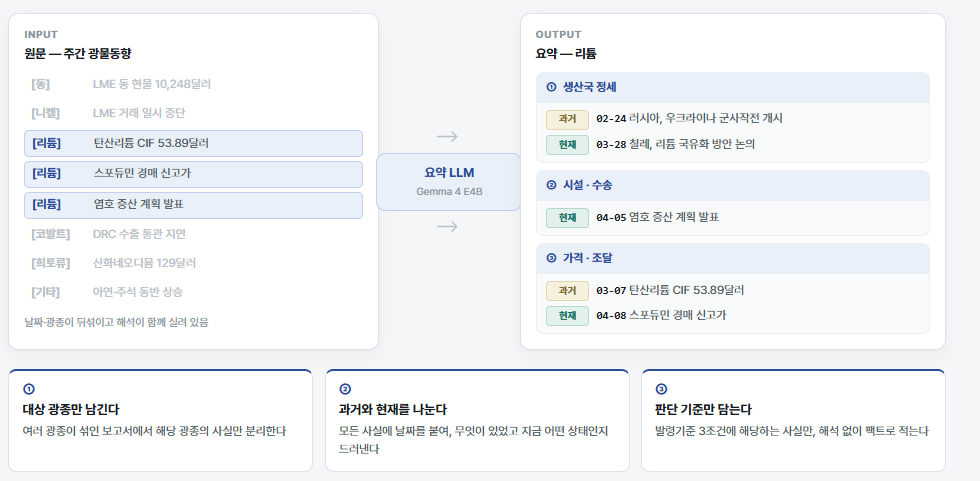 INPUT
원문 — 주간 광물동향
[동] LME 동 현물 10,248달러
[니켈] LME 거래 일시 중단
[리튬] 탄산리튬 CIF 53.89달러
[리튬] 스포듀민 경매 신고가
[리튬] 염호 증산 계획 발표
[코발트] DRC 수출 통관 지연
[희토류] 산화네오디뮴 129달러
[기타] 아연·주석 동반 상승
날짜·광종이 뒤섞이고 해석이 함께 실려 있음
→
요약 LLM
Gemma 4 E4B
→
OUTPUT
요약 — 리튬
① 생산국 정세
과거 02-24 러시아, 우크라이나 군사작전 개시
현재 03-28 칠레, 리튬 국유화 방안 논의
② 시설·수송
현재 04-05 염호 증산 계획 발표
③ 가격·조달
과거 03-07 탄산리튬 CIF 53.89달러
현재 04-08 스포듀민 경매 신고가
①
대상 광종만 남긴다
여러 광종이 섞인 보고서에서 해당 광종의 사실만 분리한다
②
과거와 현재를 나눈다
모든 사실에 날짜를 붙여, 무엇이 있었고 지금 어떤 상태인지
드러낸다
③
판단 기준만 담는다
발령기준 3조건에 해당하는 사실만, 해석 없이 팩트로 적는다